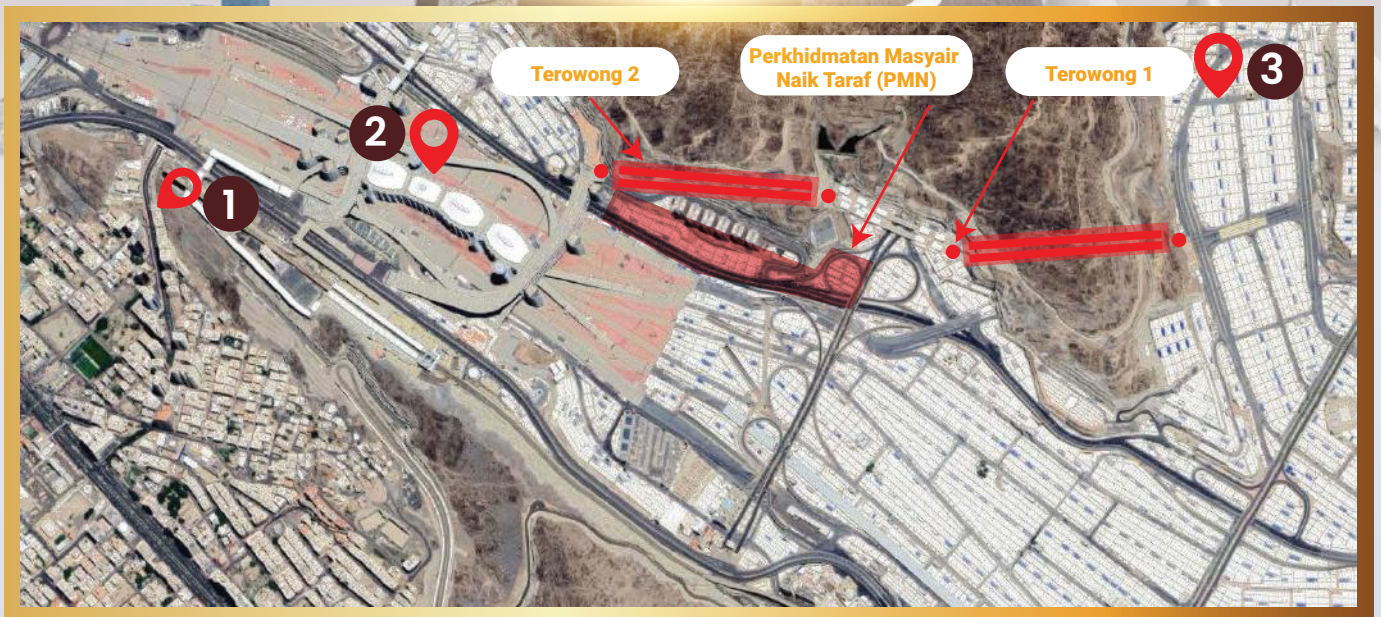 Terowong 2
Perkhidmatan Masyair
Naik Taraf (PMN)
Terowong 1
3
2
1